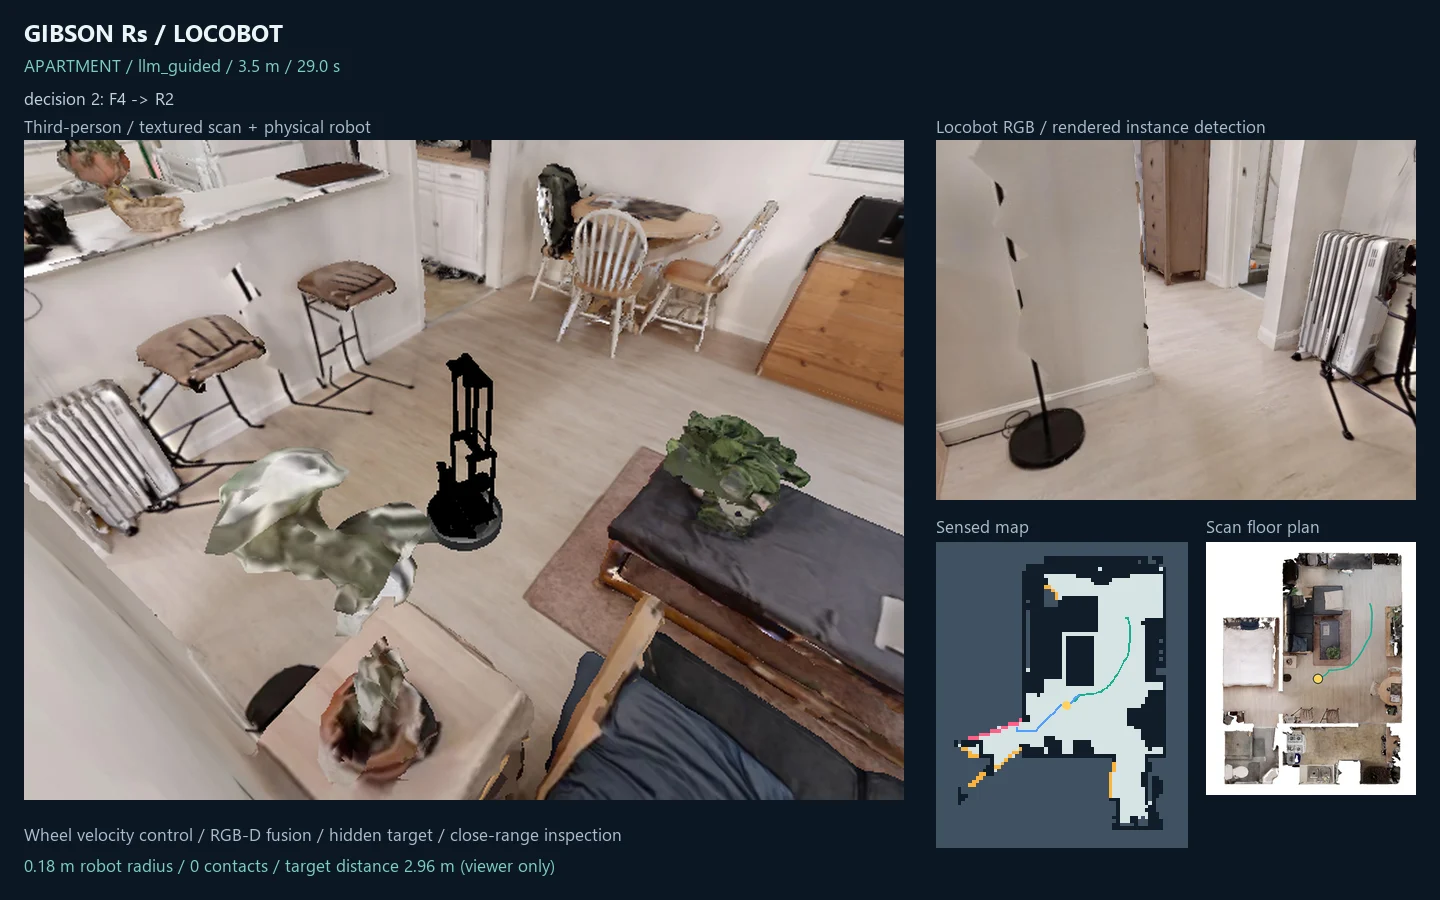 GIBSON Rs / LOCOBOT
APARTMENT / llm_guided / 3.5 m / 29.0 s
decision 2: F4 -> R2
Third-person / textured scan + physical robot
Locobot RGB / rendered instance detection
Sensed map
Scan floor plan
Wheel velocity control / RGB-D fusion / hidden target / close-range inspection
0.18 m robot radius / 0 contacts / target distance 2.96 m (viewer only)